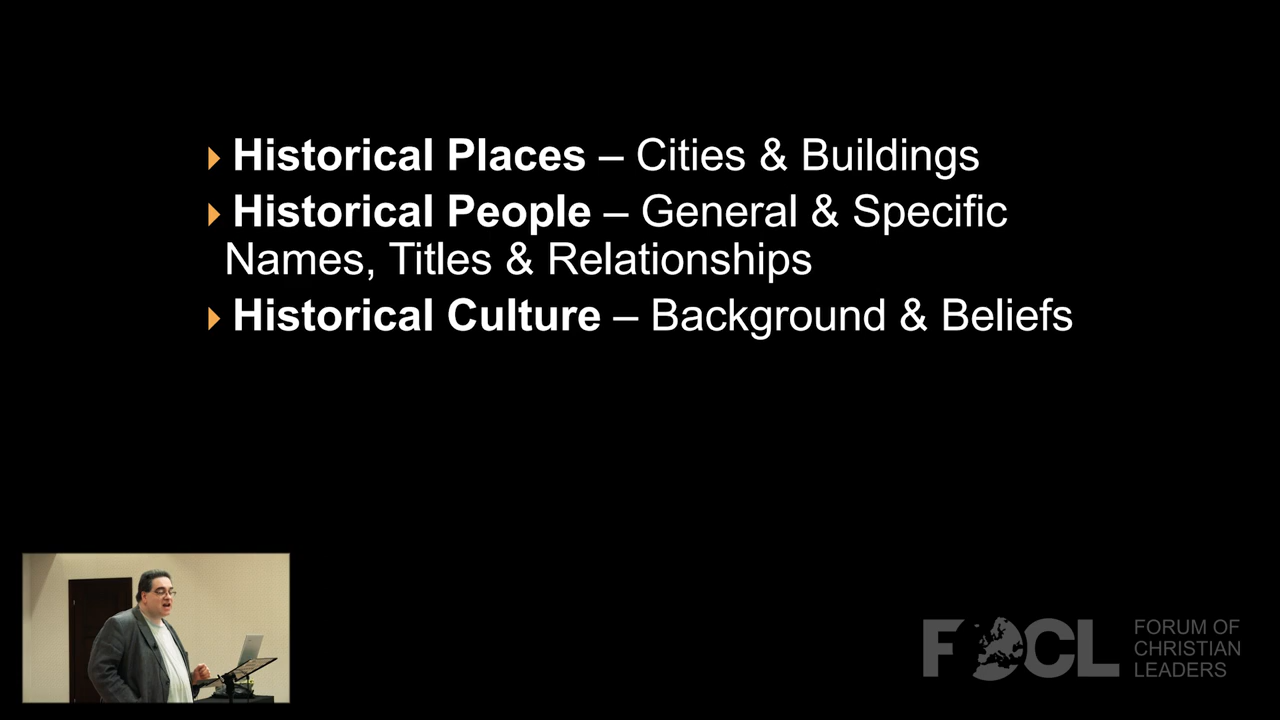 Historical Places – Cities & Buildings
Historical People – General & Specific
Names, Titles & Relationships
Historical Culture – Background & Beliefs
FOCL
FORUM OF
CHRISTIAN
LEADERS